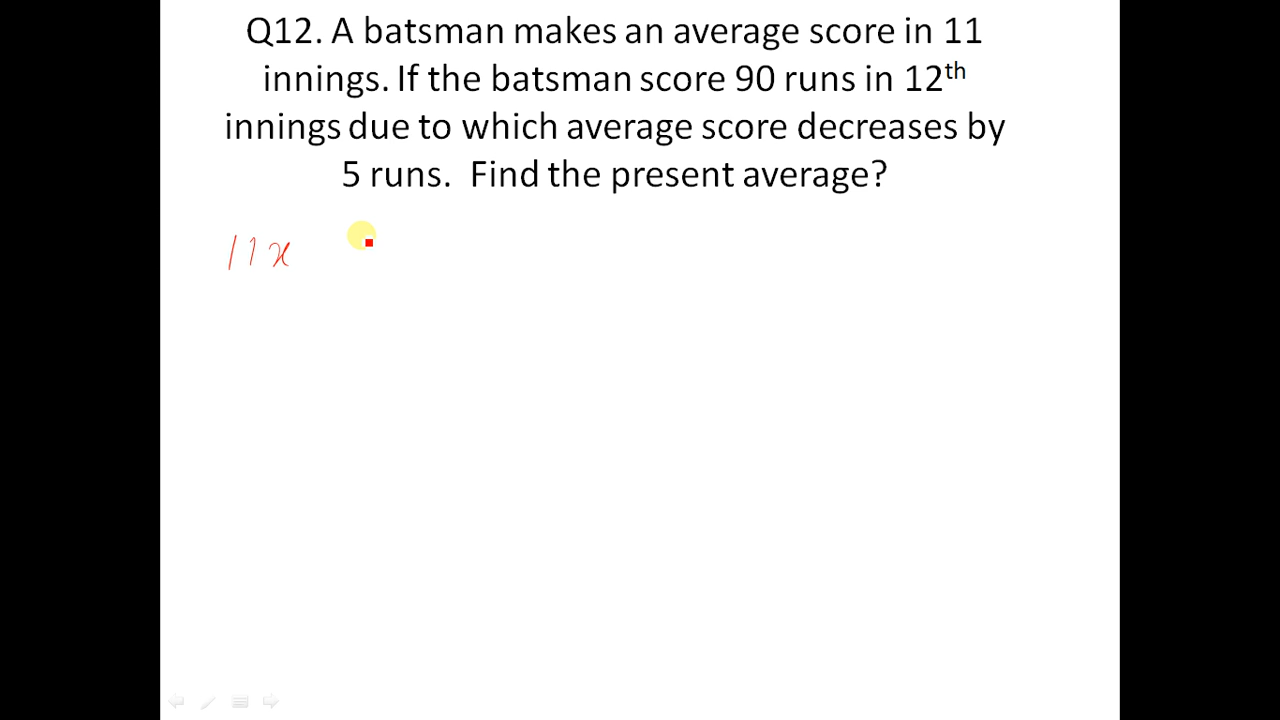 Q12. A batsman makes an average score in 11
innings. If the batsman score 90 runs in 12th
innings due to which average score decreases by
5 runs. Find the present average?
11x